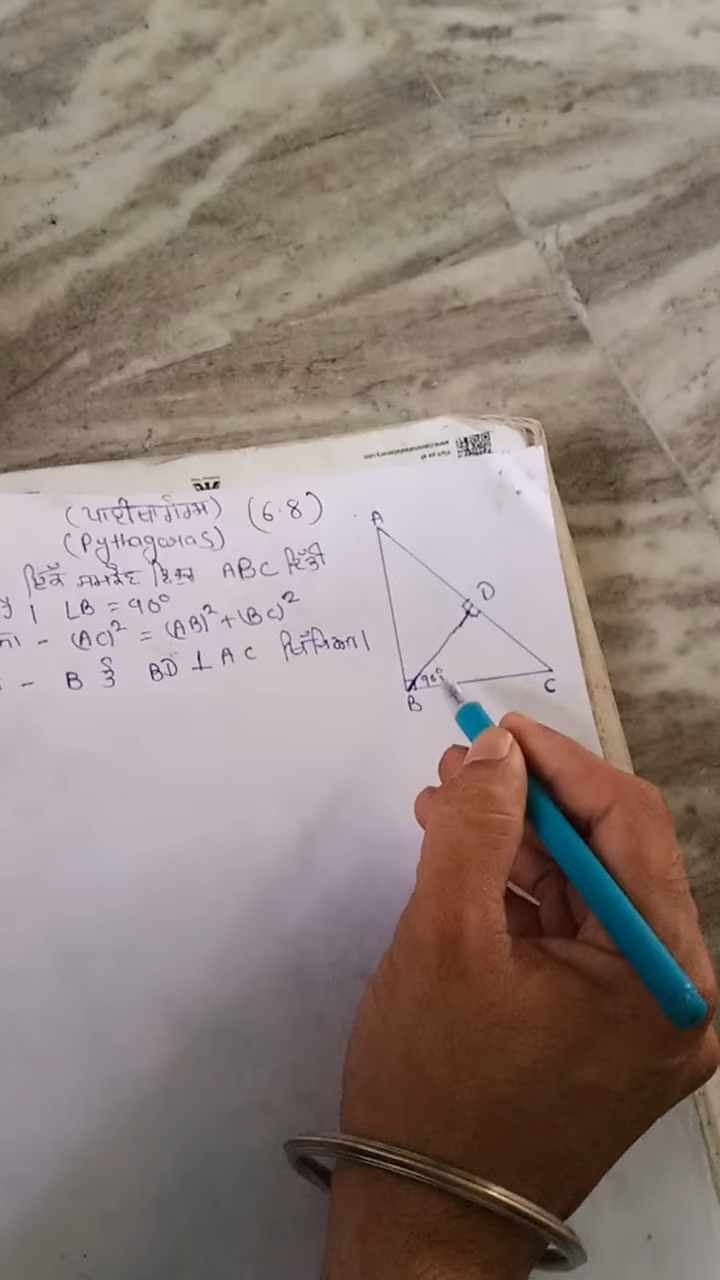 (ਪਾਈਥਾਗੋਰਸ) (6.8)
(Pythagoras)
ਇੱਕ ਸਮਕੋਣ ਤ੍ਰਿਭੁਜ ABC ਦਿੱਤੀ
। ∠B = 90°
- (AC)² = (AB)² + (BC)²
- B ਤੋਂ BD ⊥ AC ਖਿੱਚਿਆ।
A
D
90°
B
C